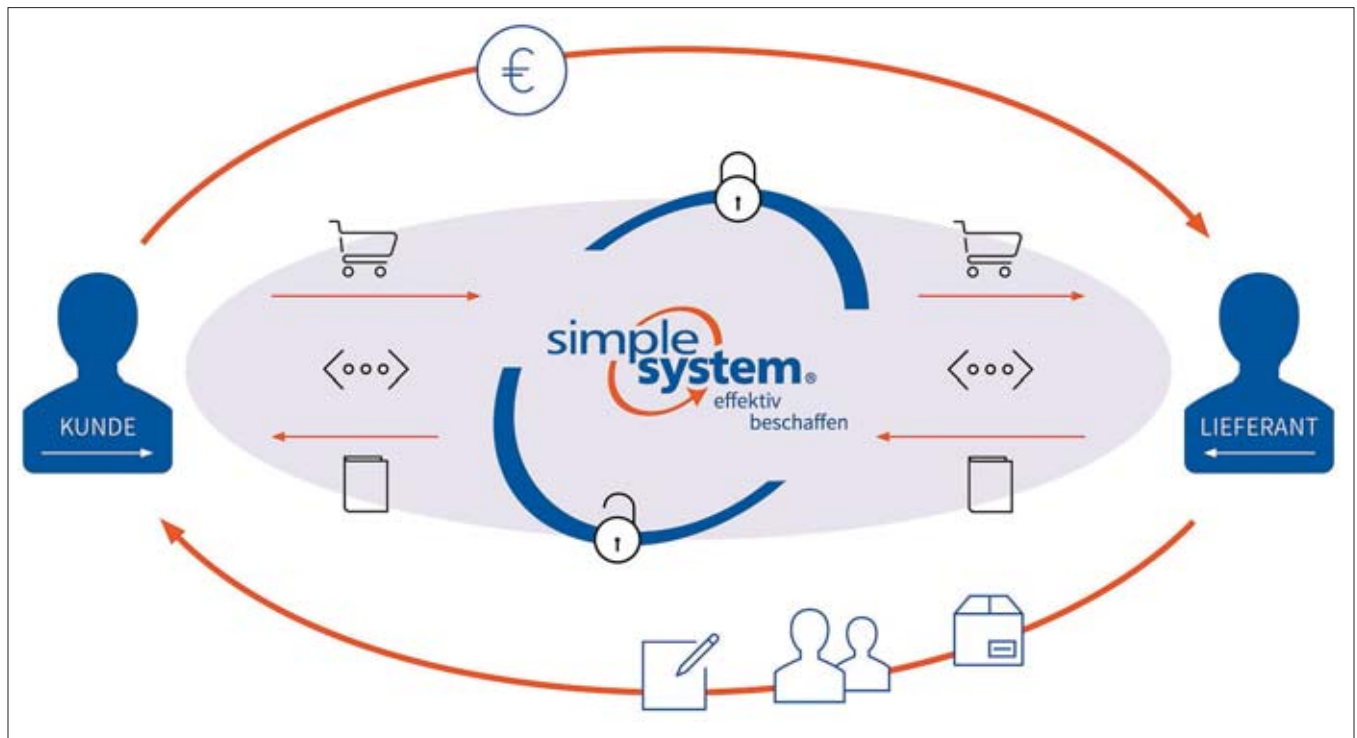 €
KUNDE
simple
system®
effektiv
beschaffen
LIEFERANT